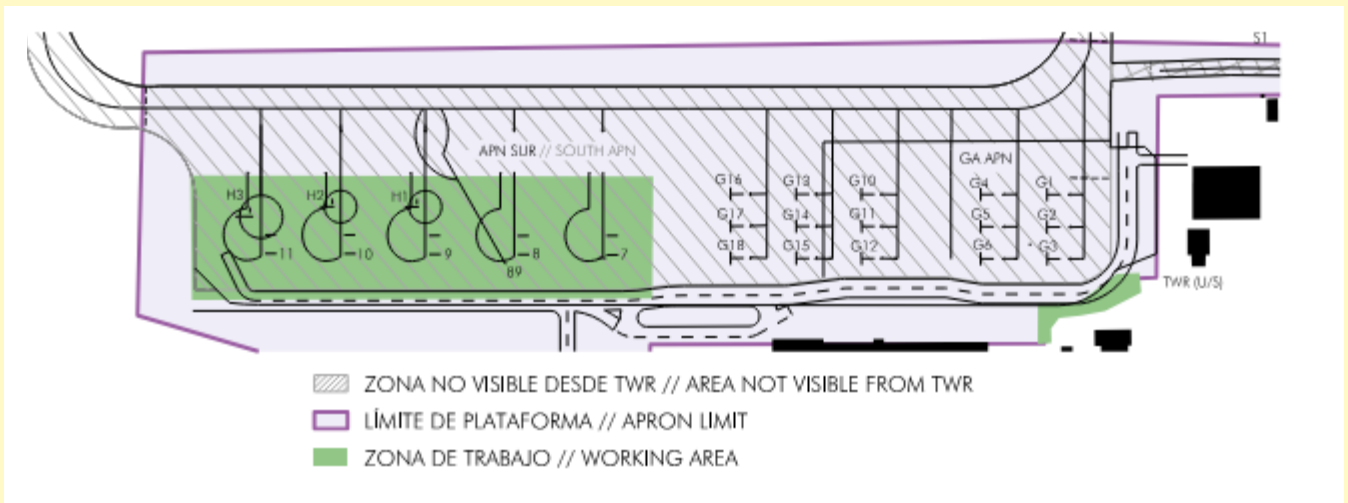 S1
APN SUR // SOUTH APN
GA APN
G16 G13 G10 G4 G1
H3 H2 H1
G17 G14 G11 G5 G2
G18 G15 G12 G6 G3
11 10 9 8 7
89
TWR (U/S)
ZONA NO VISIBLE DESDE TWR // AREA NOT VISIBLE FROM TWR
LÍMITE DE PLATAFORMA // APRON LIMIT
ZONA DE TRABAJO // WORKING AREA